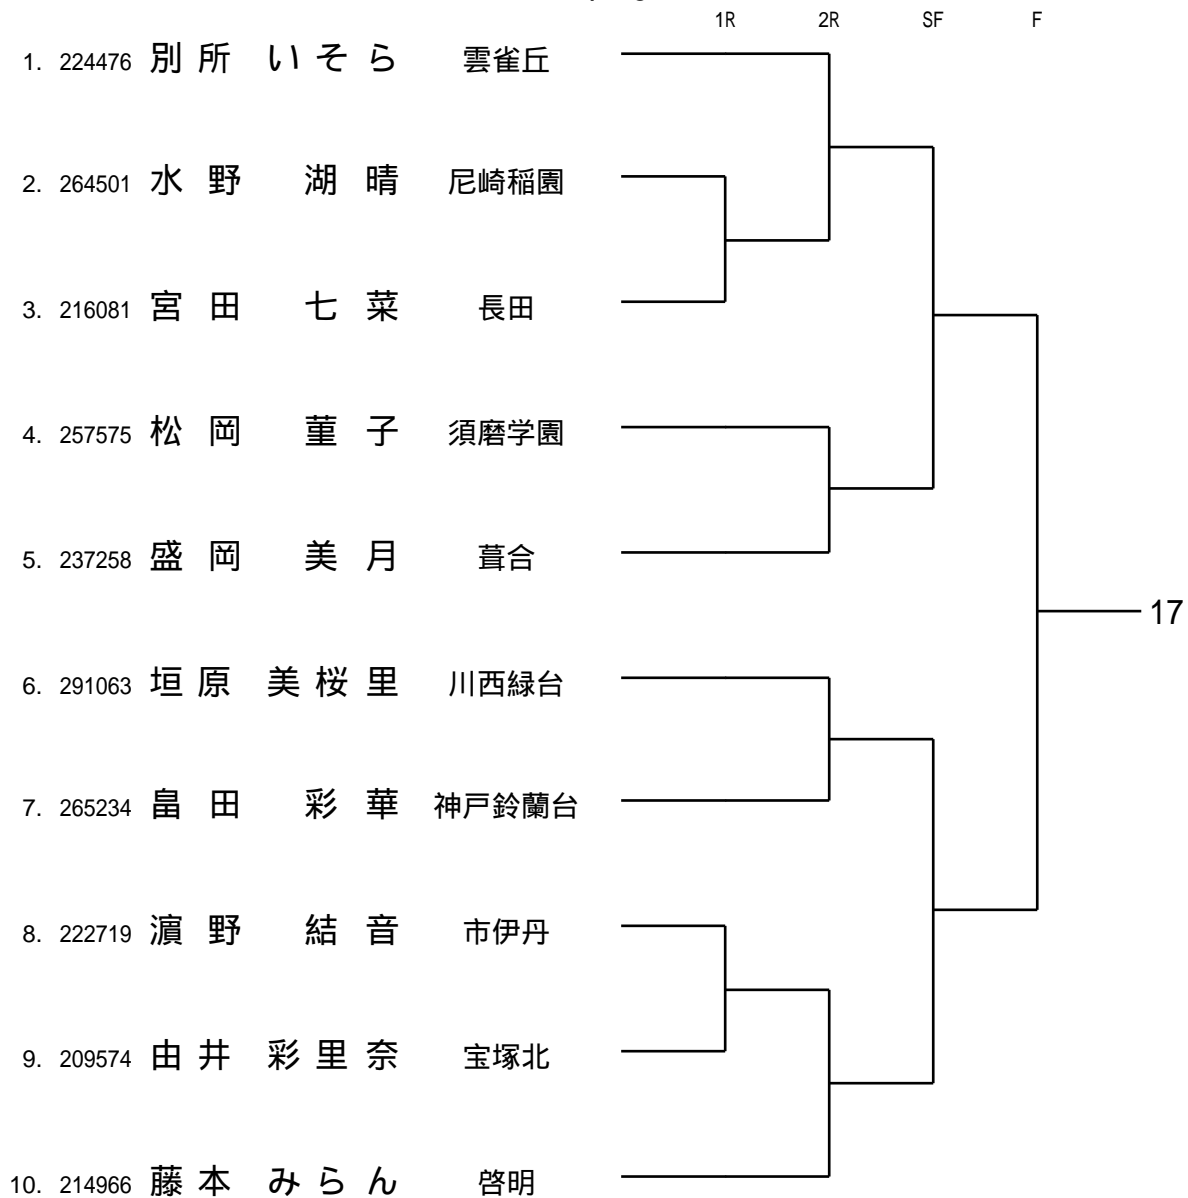 1R 2R SF F
1. 224476 別所 いそら 雲雀丘
2. 264501 水野 湖晴 尼崎稲園
3. 216081 宮田 七菜 長田
4. 257575 松岡 菫子 須磨学園
5. 237258 盛岡 美月 葺合
17
6. 291063 垣原 美桜里 川西緑台
7. 265234 畠田 彩華 神戸鈴蘭台
8. 222719 濵野 結音 市伊丹
9. 209574 由井 彩里奈 宝塚北
10. 214966 藤本 みらん 啓明